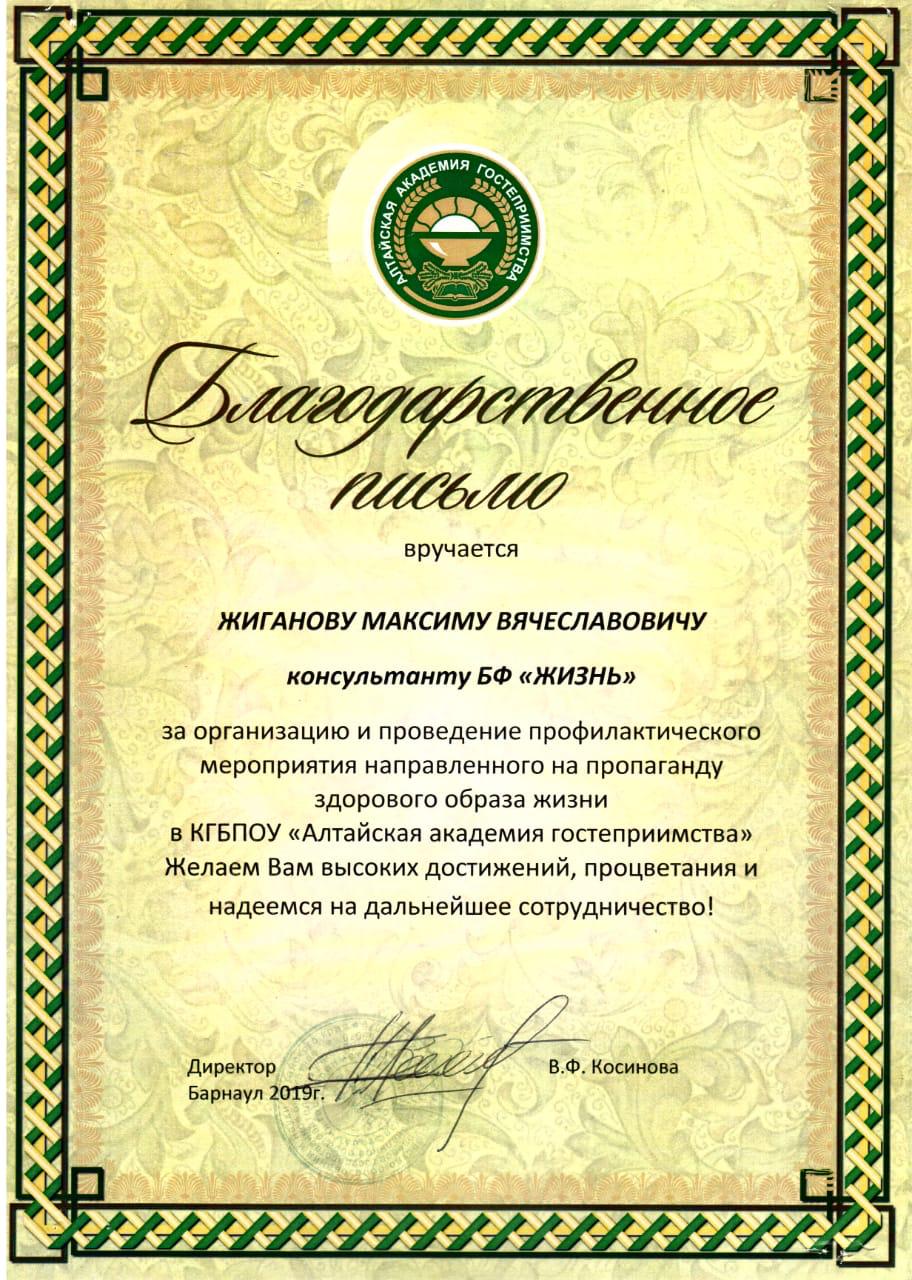 АЛТАЙСКАЯ АКАДЕМИЯ ГОСТЕПРИИМСТВА
Благодарственное
письмо
вручается
ЖИГАНОВУ МАКСИМУ ВЯЧЕСЛАВОВИЧУ
консультанту БФ «ЖИЗНЬ»
за организацию и проведение профилактического
мероприятия направленного на пропаганду
здорового образа жизни
в КГБПОУ «Алтайская академия гостеприимства»
Желаем Вам высоких достижений, процветания и
надеемся на дальнейшее сотрудничество!
Директор В.Ф. Косинова
Барнаул 2019г.